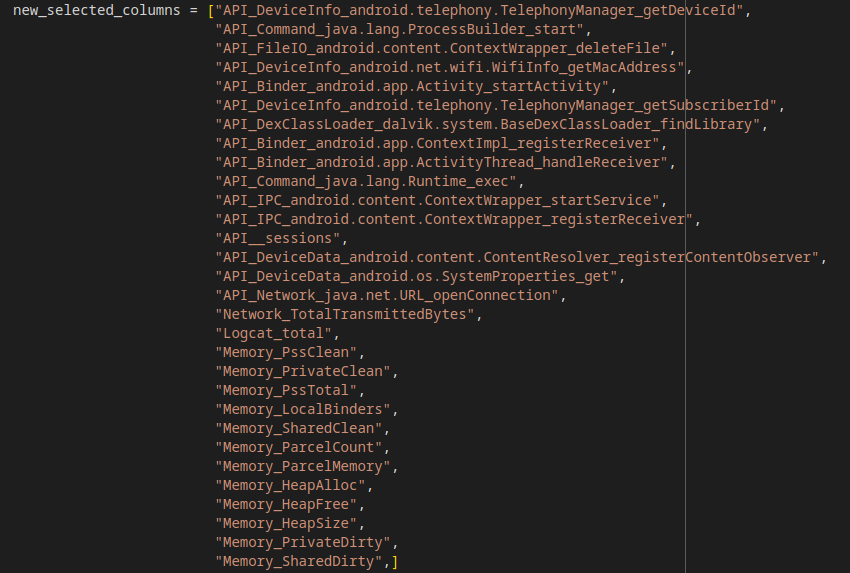 new_selected_columns = ["API_DeviceInfo_android.telephony.TelephonyManager_getDeviceId",
"API_Command_java.lang.ProcessBuilder_start",
"API_FileIO_android.content.ContextWrapper_deleteFile",
"API_DeviceInfo_android.net.wifi.WifiInfo_getMacAddress",
"API_Binder_android.app.Activity_startActivity",
"API_DeviceInfo_android.telephony.TelephonyManager_getSubscriberId",
"API_DexClassLoader_dalvik.system.BaseDexClassLoader_findLibrary",
"API_Binder_android.app.ContextImpl_registerReceiver",
"API_Binder_android.app.ActivityThread_handleReceiver",
"API_Command_java.lang.Runtime_exec",
"API_IPC_android.content.ContextWrapper_startService",
"API_IPC_android.content.ContextWrapper_registerReceiver",
"API__sessions",
"API_DeviceData_android.content.ContentResolver_registerContentObserver",
"API_DeviceData_android.os.SystemProperties_get",
"API_Network_java.net.URL_openConnection",
"Network_TotalTransmittedBytes",
"Logcat_total",
"Memory_PssClean",
"Memory_PrivateClean",
"Memory_PssTotal",
"Memory_LocalBinders",
"Memory_SharedClean",
"Memory_ParcelCount",
"Memory_ParcelMemory",
"Memory_HeapAlloc",
"Memory_HeapFree",
"Memory_HeapSize",
"Memory_PrivateDirty",
"Memory_SharedDirty",]